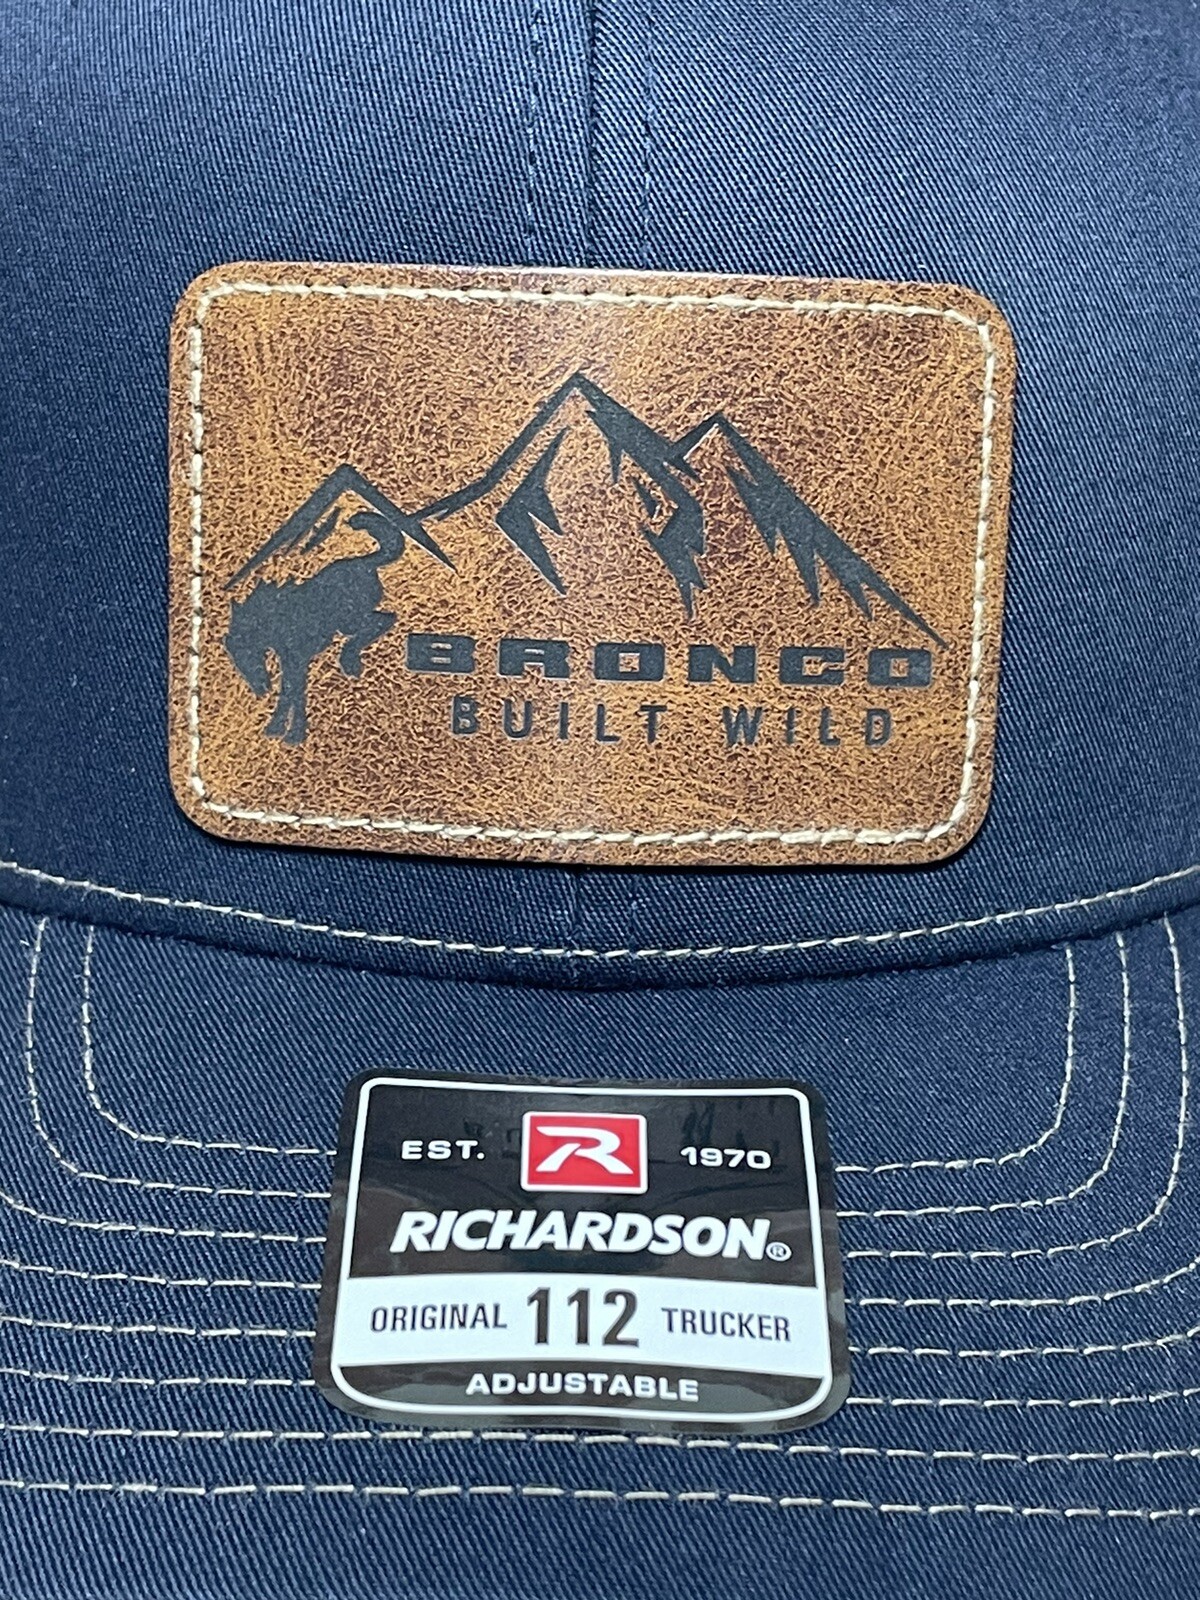 BRONCO
BUILT WILD
EST. R 1970
RICHARDSON®
ORIGINAL 112 TRUCKER
ADJUSTABLE